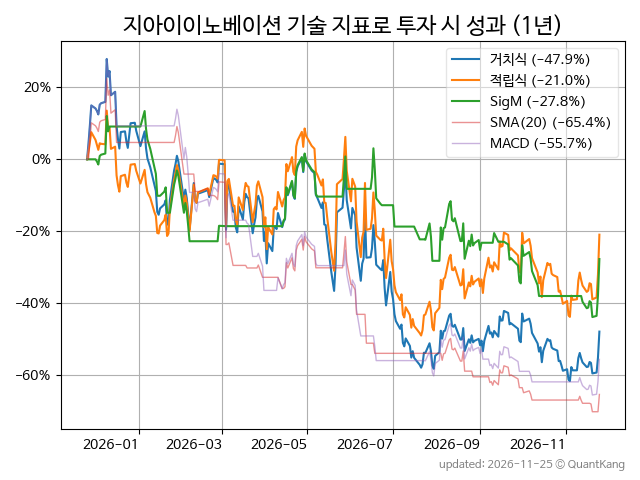 지아이이노베이션 기술 지표로 투자 시 성과 (1년)
거치식 (−47.9%)
적립식 (−21.0%)
SigM (−27.8%)
SMA(20) (−65.4%)
MACD (−55.7%)
20%
0%
−20%
−40%
−60%
2026-01 2026-03 2026-05 2026-07 2026-09 2026-11
updated: 2026-11-25 © QuantKang